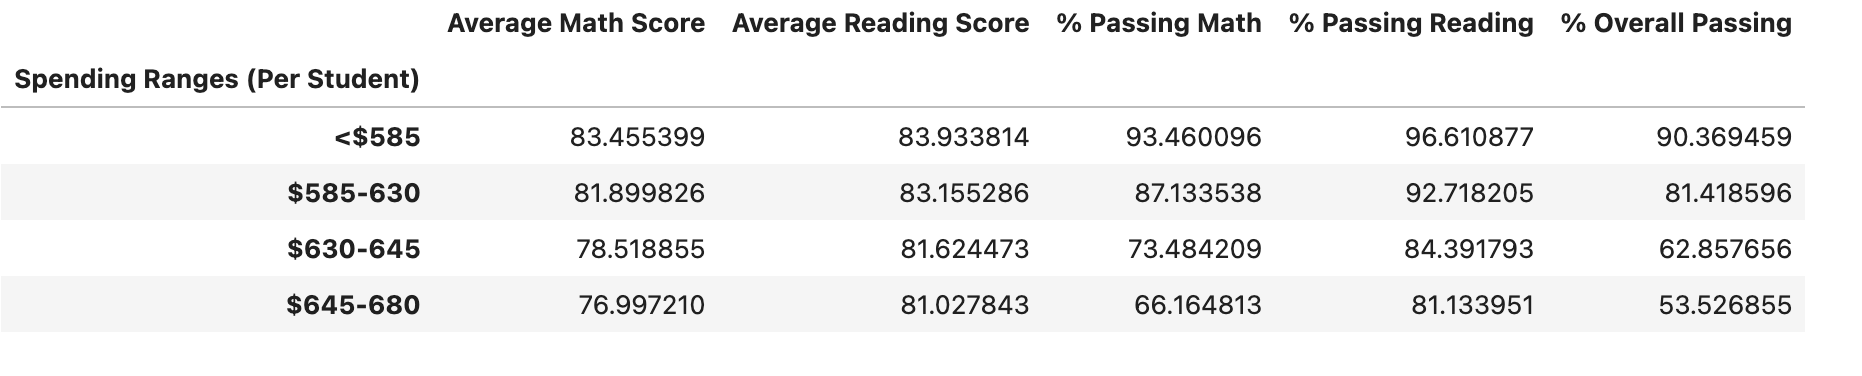 Average Math Score Average Reading Score % Passing Math % Passing Reading % Overall Passing
Spending Ranges (Per Student)
<$585 83.455399 83.933814 93.460096 96.610877 90.369459
$585-630 81.899826 83.155286 87.133538 92.718205 81.418596
$630-645 78.518855 81.624473 73.484209 84.391793 62.857656
$645-680 76.997210 81.027843 66.164813 81.133951 53.526855